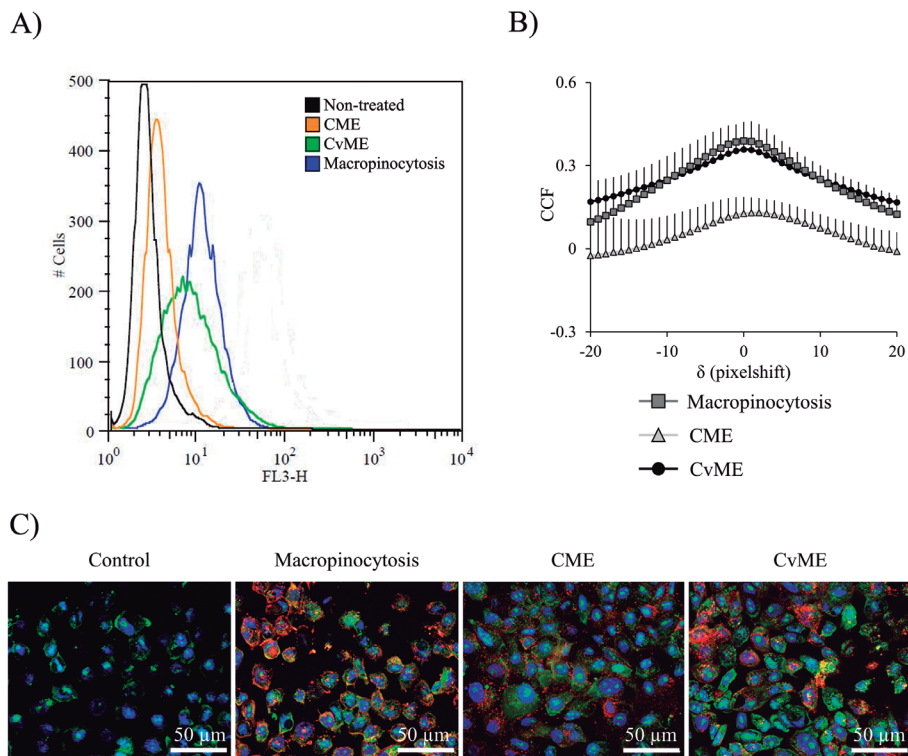 A)
B)
500
400
300
200
100
0
# Cells
Non-treated
CME
CvME
Macropinocytosis
10⁰ 10¹ 10² 10³ 10⁴
FL3-H
0.6
0.3
0
-0.3
CCF
-20 -10 0 10 20
δ (pixelshift)
Macropinocytosis
CME
CvME
C)
Control Macropinocytosis CME CvME
50 µm 50 µm 50 µm 50 µm